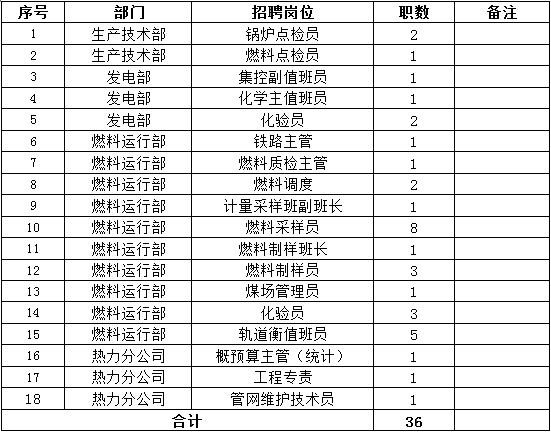 序号 部门 招聘岗位 职数 备注
1 生产技术部 锅炉点检员 2
2 生产技术部 燃料点检员 1
3 发电部 集控副值班员 1
4 发电部 化学主值班员 1
5 发电部 化验员 2
6 燃料运行部 铁路主管 1
7 燃料运行部 燃料质检主管 1
8 燃料运行部 燃料调度 2
9 燃料运行部 计量采样班副班长 1
10 燃料运行部 燃料采样员 8
11 燃料运行部 燃料制样班长 1
12 燃料运行部 燃料制样员 3
13 燃料运行部 煤场管理员 1
14 燃料运行部 化验员 3
15 燃料运行部 轨道衡值班员 5
16 热力分公司 概预算主管（统计） 1
17 热力分公司 工程专责 1
18 热力分公司 管网维护技术员 1
合计 36